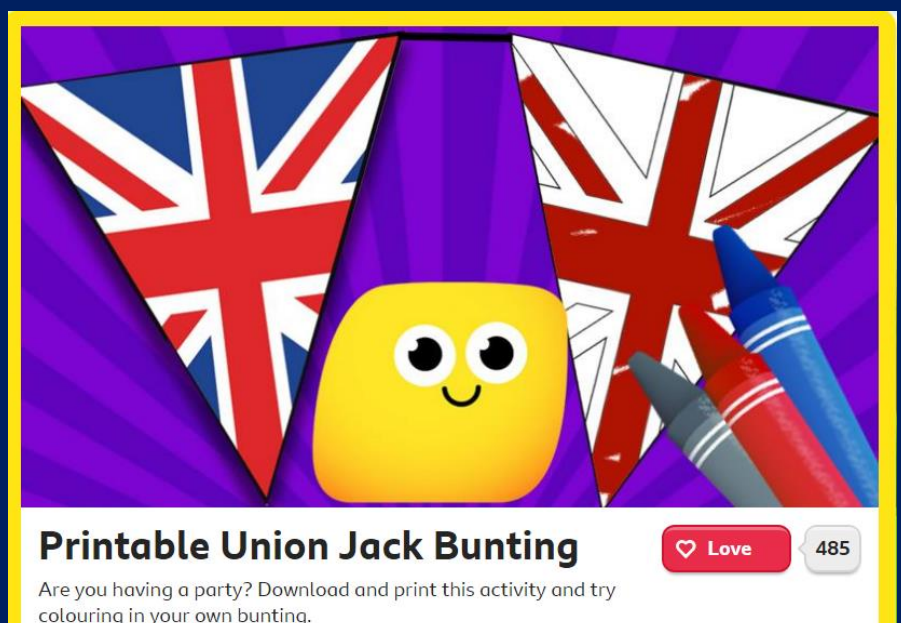 Printable Union Jack Bunting
Love
485
Are you having a party? Download and print this activity and try
colouring in your own bunting.